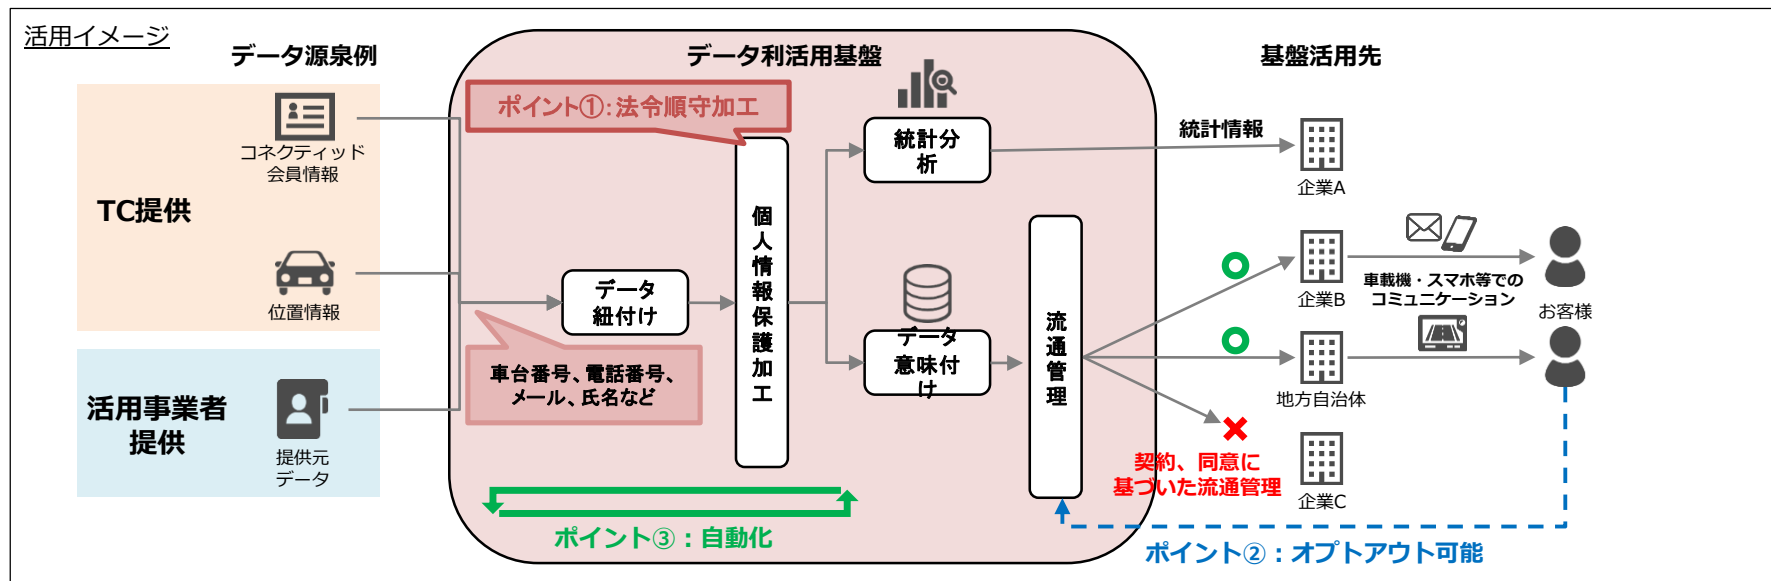 活用イメージ
データ源泉例
データ利活用基盤
基盤活用先
ポイント①：法令順守加工
コネクティッド
会員情報
TC提供
位置情報
活用事業者
提供
提供元
データ
データ
紐付け
車台番号、電話番号、
メール、氏名など
個人情報保護加工
統計分
析
データ
意味付
け
流通管理
ポイント③：自動化
統計情報
企業A
企業B
車載機・スマホ等での
コミュニケーション
お客様
地方自治体
契約、同意に
基づいた流通管理
企業C
ポイント②：オプトアウト可能